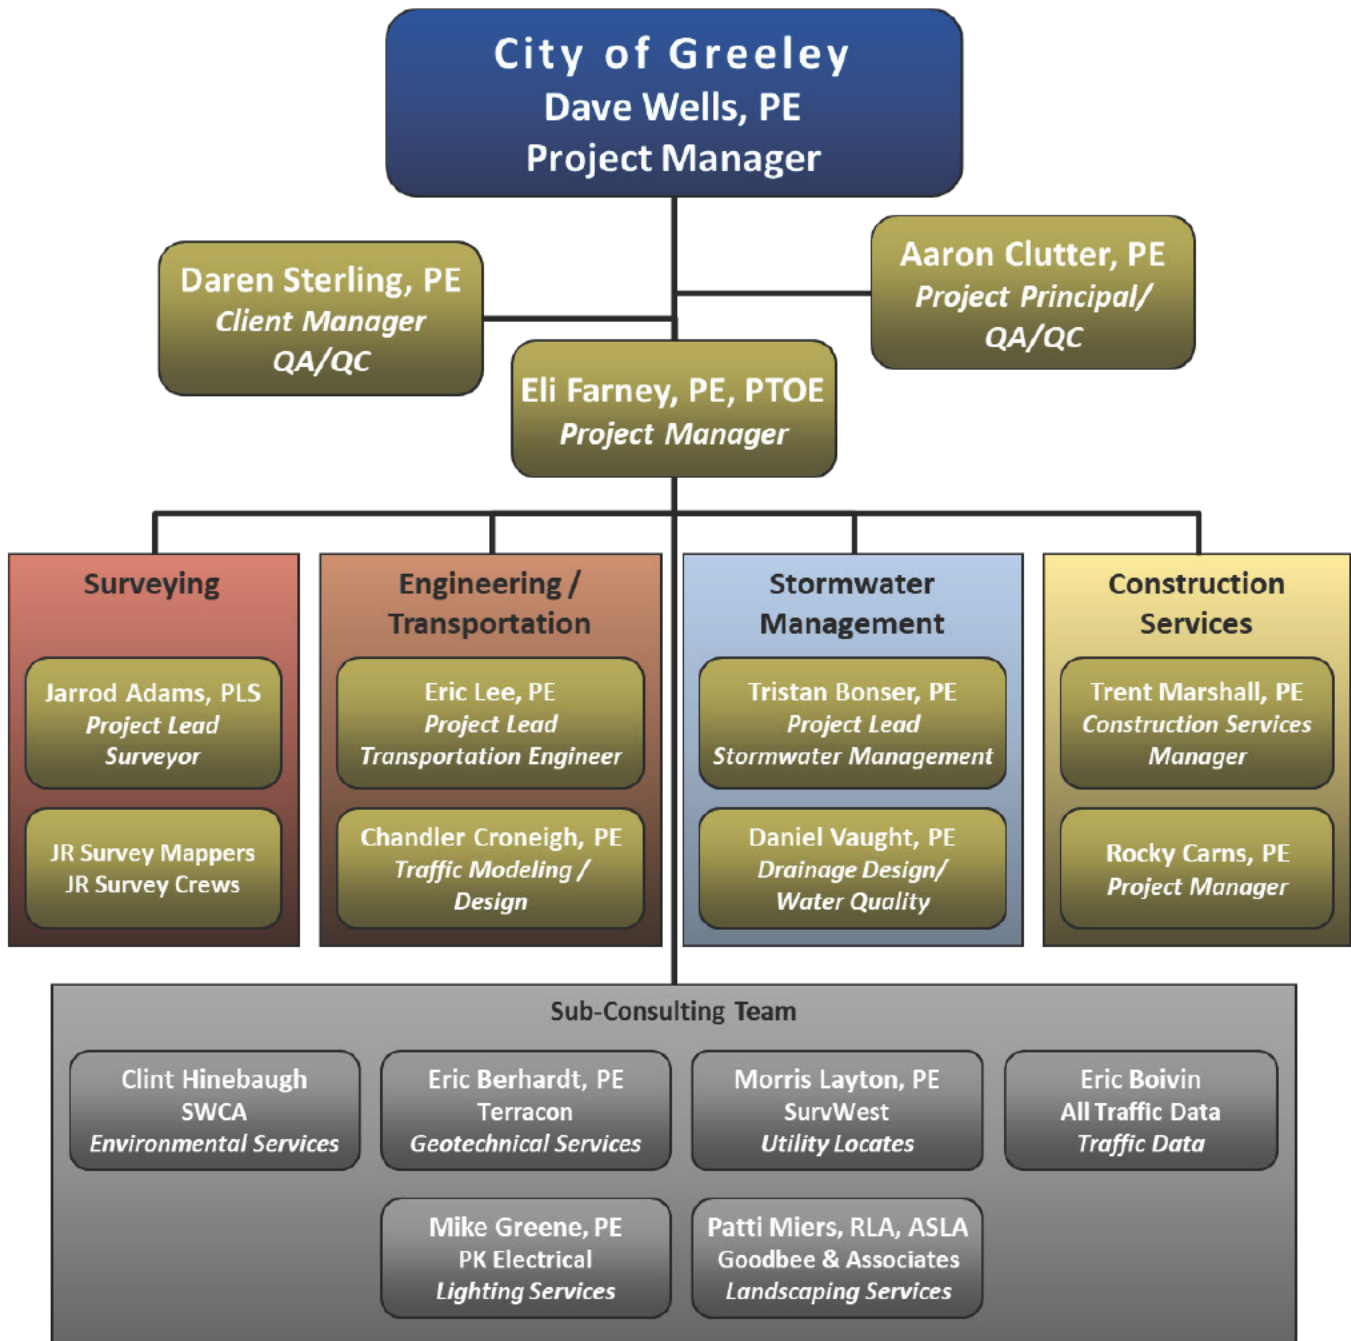 City of Greeley
Dave Wells, PE
Project Manager
Daren Sterling, PE
Client Manager
QA/QC
Aaron Clutter, PE
Project Principal/
QA/QC
Eli Farney, PE, PTOE
Project Manager
Surveying
Jarrod Adams, PLS
Project Lead
Surveyor
JR Survey Mappers
JR Survey Crews
Engineering /
Transportation
Eric Lee, PE
Project Lead
Transportation Engineer
Chandler Croneigh, PE
Traffic Modeling /
Design
Stormwater
Management
Tristan Bonser, PE
Project Lead
Stormwater Management
Daniel Vaught, PE
Drainage Design/
Water Quality
Construction
Services
Trent Marshall, PE
Construction Services
Manager
Rocky Carns, PE
Project Manager
Sub-Consulting Team
Clint Hinebaugh
SWCA
Environmental Services
Eric Berhardt, PE
Terracon
Geotechnical Services
Morris Layton, PE
SurvWest
Utility Locates
Eric Boivin
All Traffic Data
Traffic Data
Mike Greene, PE
PK Electrical
Lighting Services
Patti Miers, RLA, ASLA
Goodbee & Associates
Landscaping Services